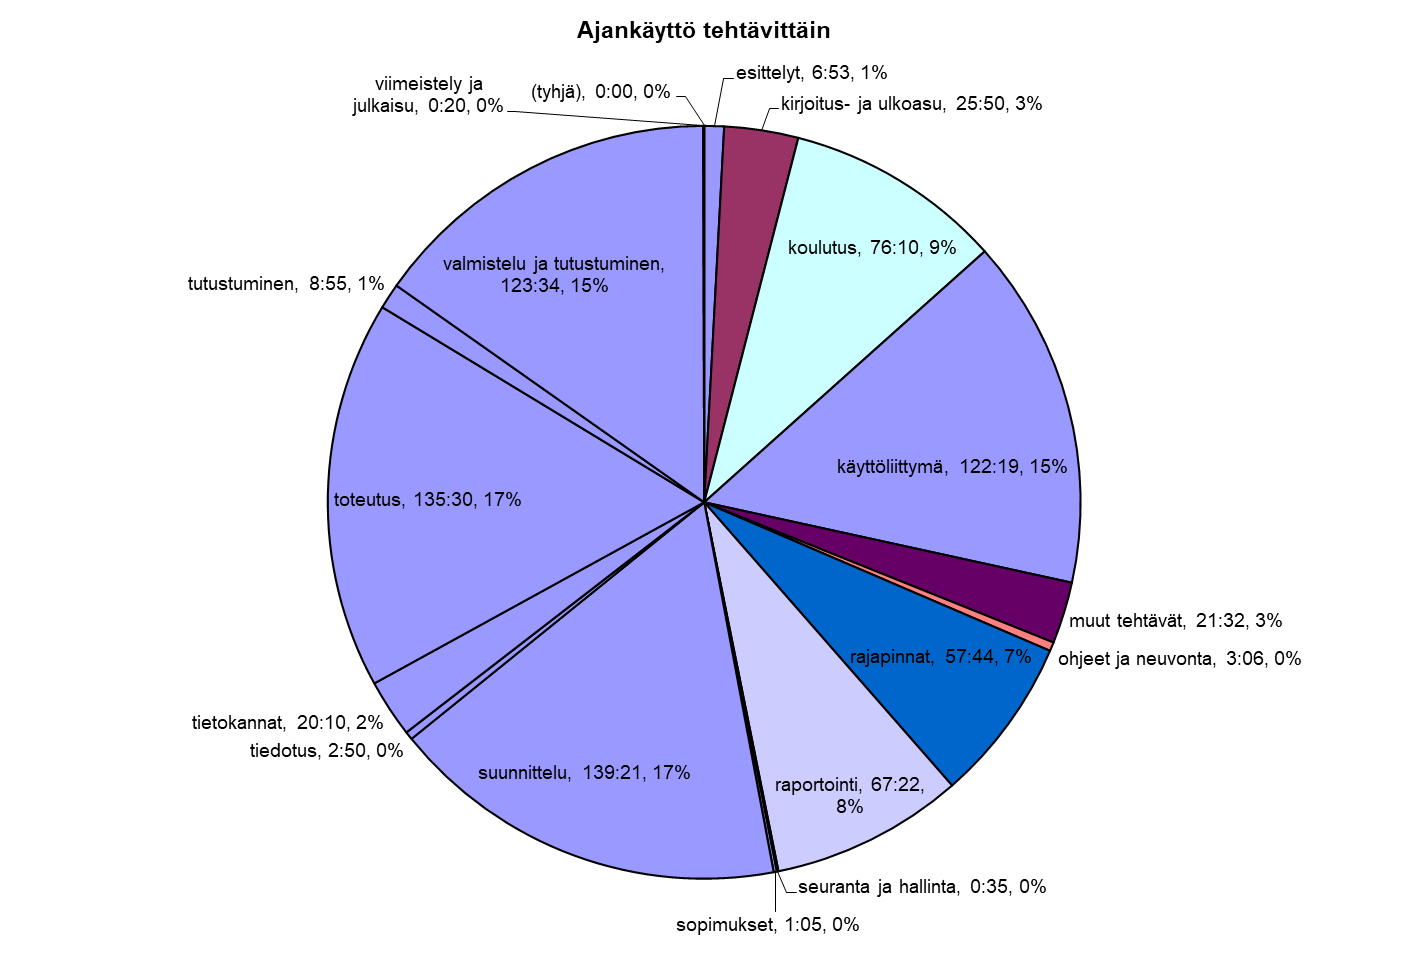 Ajankäyttö tehtävittäin
viimeistely ja
julkaisu, 0:20, 0%
(tyhjä), 0:00, 0%
esittelyt, 6:53, 1%
kirjoitus- ja ulkoasu, 25:50, 3%
koulutus, 76:10, 9%
valmistelu ja tutustuminen,
123:34, 15%
tutustuminen, 8:55, 1%
käyttöliittymä, 122:19, 15%
toteutus, 135:30, 17%
muut tehtävät, 21:32, 3%
ohjeet ja neuvonta, 3:06, 0%
rajapinnat, 57:44, 7%
tietokannat, 20:10, 2%
tiedotus, 2:50, 0%
suunnittelu, 139:21, 17%
raportointi, 67:22,
8%
seuranta ja hallinta, 0:35, 0%
sopimukset, 1:05, 0%